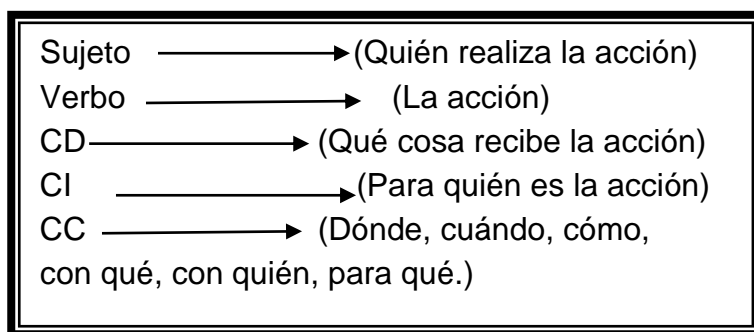 Sujeto (Quién realiza la acción)
Verbo (La acción)
CD (Qué cosa recibe la acción)
CI (Para quién es la acción)
CC (Dónde, cuándo, cómo,
con qué, con quién, para qué.)